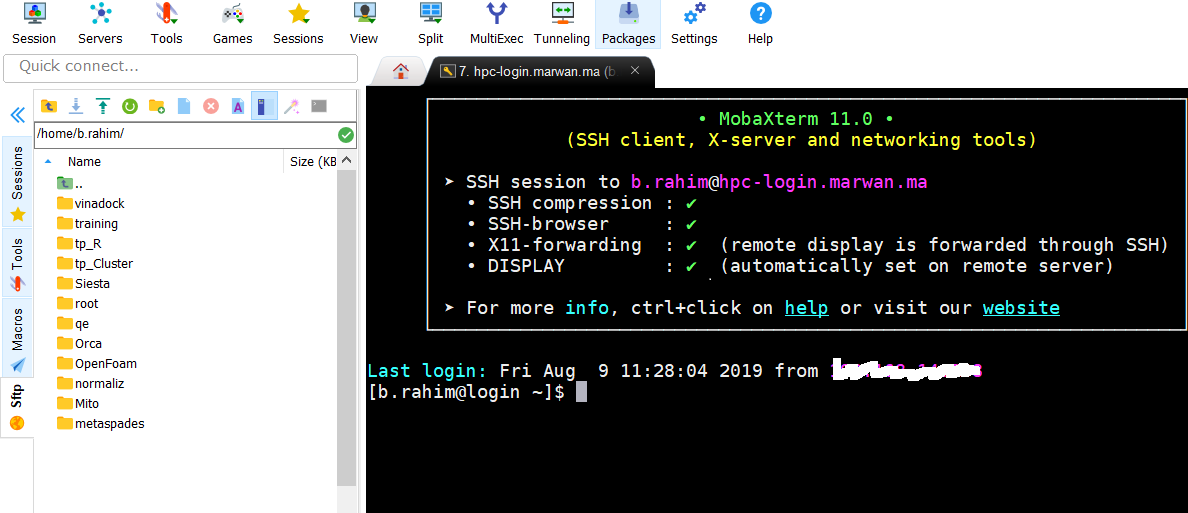 Session Servers Tools Games Sessions View Split MultiExec Tunneling Packages Settings Help
Quick connect...
7. hpc-login.marwan.ma (b
/home/b.rahim/
Name Size (KB
..
vinadock
training
tp_R
tp_Cluster
Siesta
root
qe
Orca
OpenFoam
normaliz
Mito
metaspades
Sessions
Tools
Macros
Sftp
• MobaXterm 11.0 •
(SSH client, X-server and networking tools)
➤ SSH session to b.rahim@hpc-login.marwan.ma
• SSH compression : ✔
• SSH-browser : ✔
• X11-forwarding : ✔ (remote display is forwarded through SSH)
• DISPLAY : ✔ (automatically set on remote server)
➤ For more info, ctrl+click on help or visit our website
Last login: Fri Aug 9 11:28:04 2019 from
[b.rahim@login ~]$